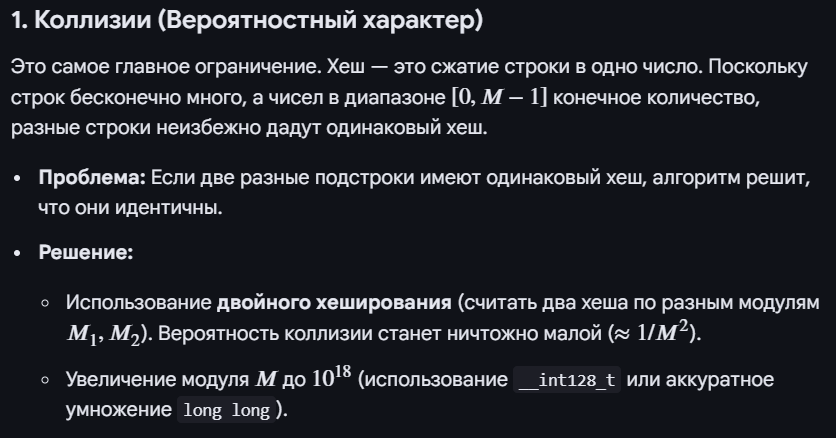 1. Коллизии (Вероятностный характер)
Это самое главное ограничение. Хеш — это сжатие строки в одно число. Поскольку
строк бесконечно много, а чисел в диапазоне [0, M − 1] конечное количество,
разные строки неизбежно дадут одинаковый хеш.
• Проблема: Если две разные подстроки имеют одинаковый хеш, алгоритм решит,
что они идентичны.
• Решение:
◦ Использование двойного хеширования (считать два хеша по разным модулям
M₁, M₂). Вероятность коллизии станет ничтожно малой (≈ 1/M²).
◦ Увеличение модуля M до 10¹⁸ (использование __int128_t или аккуратное
умножение long long).